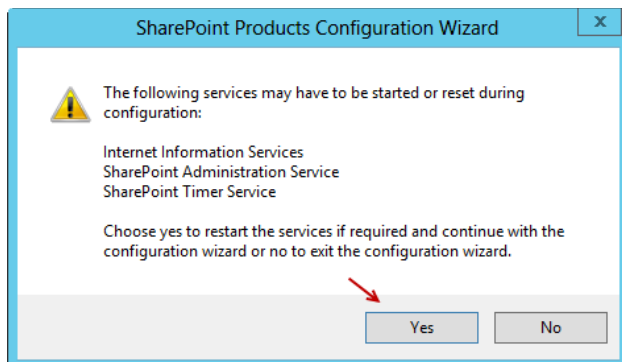 SharePoint Products Configuration Wizard
x
The following services may have to be started or reset during
configuration:
Internet Information Services
SharePoint Administration Service
SharePoint Timer Service
Choose yes to restart the services if required and continue with the
configuration wizard or no to exit the configuration wizard.
Yes
No